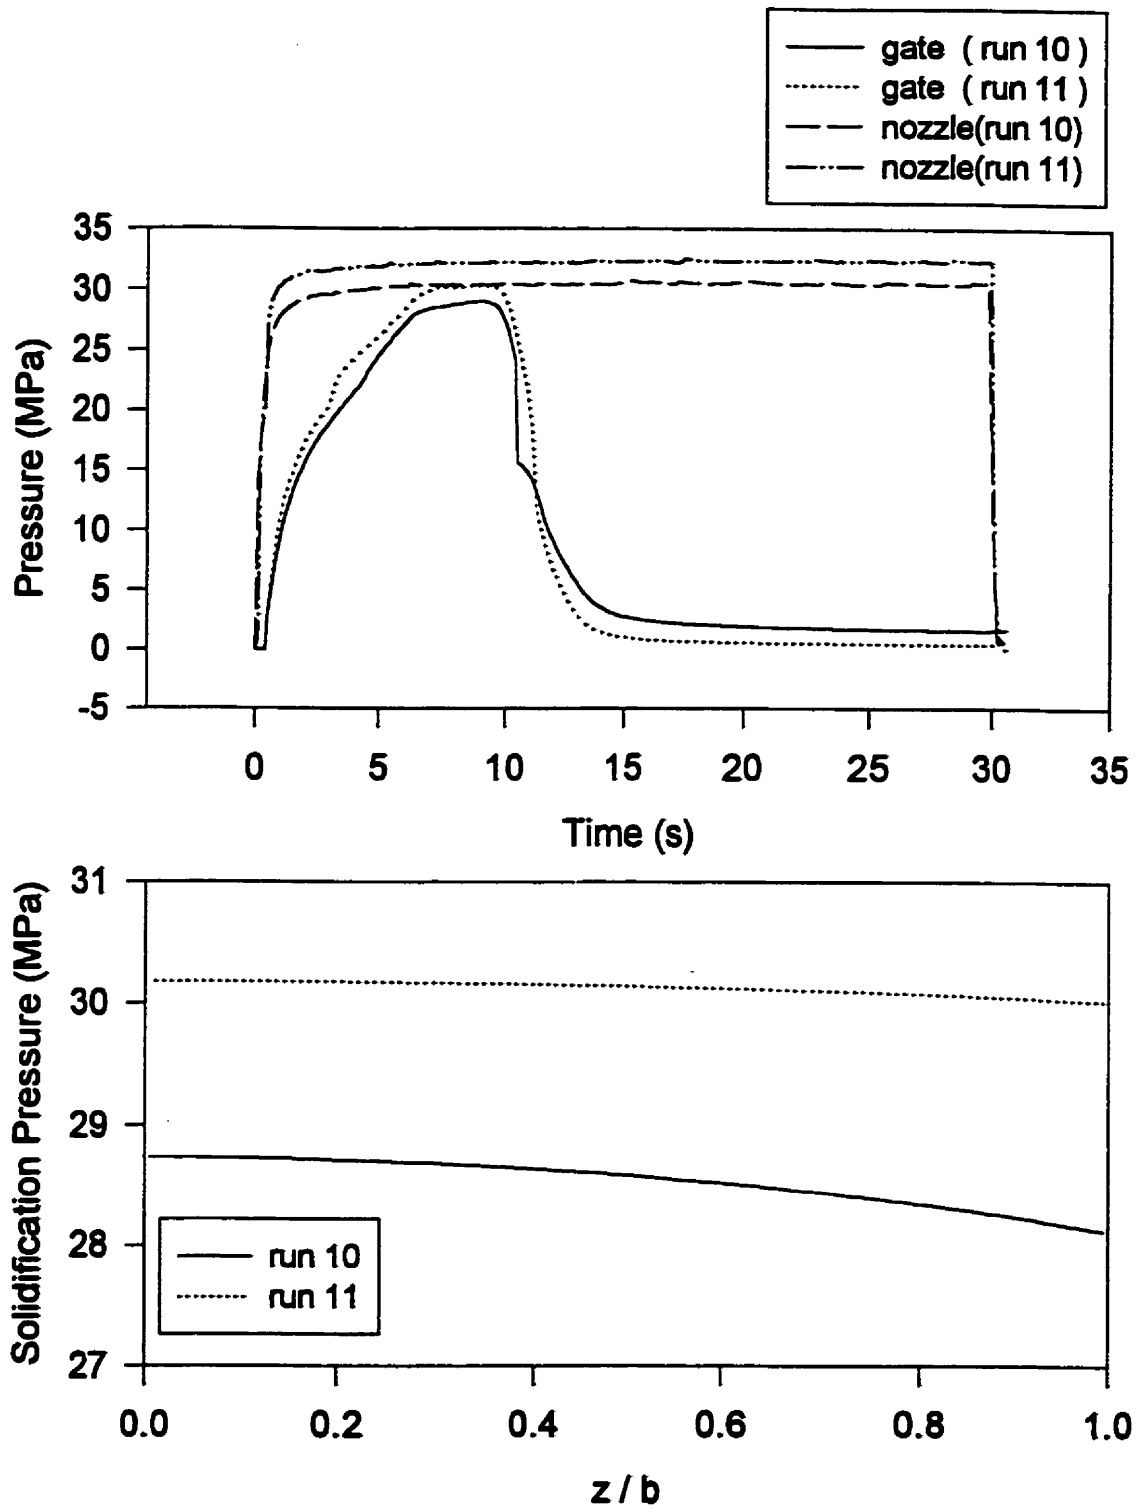 gate ( run 10 )
gate ( run 11 )
nozzle(run 10)
nozzle(run 11)
Pressure (MPa)
35
30
25
20
15
10
5
0
-5
0 5 10 15 20 25 30 35
Time (s)
Solidification Pressure (MPa)
31
30
29
28
27
run 10
run 11
0.0 0.2 0.4 0.6 0.8 1.0
z / b